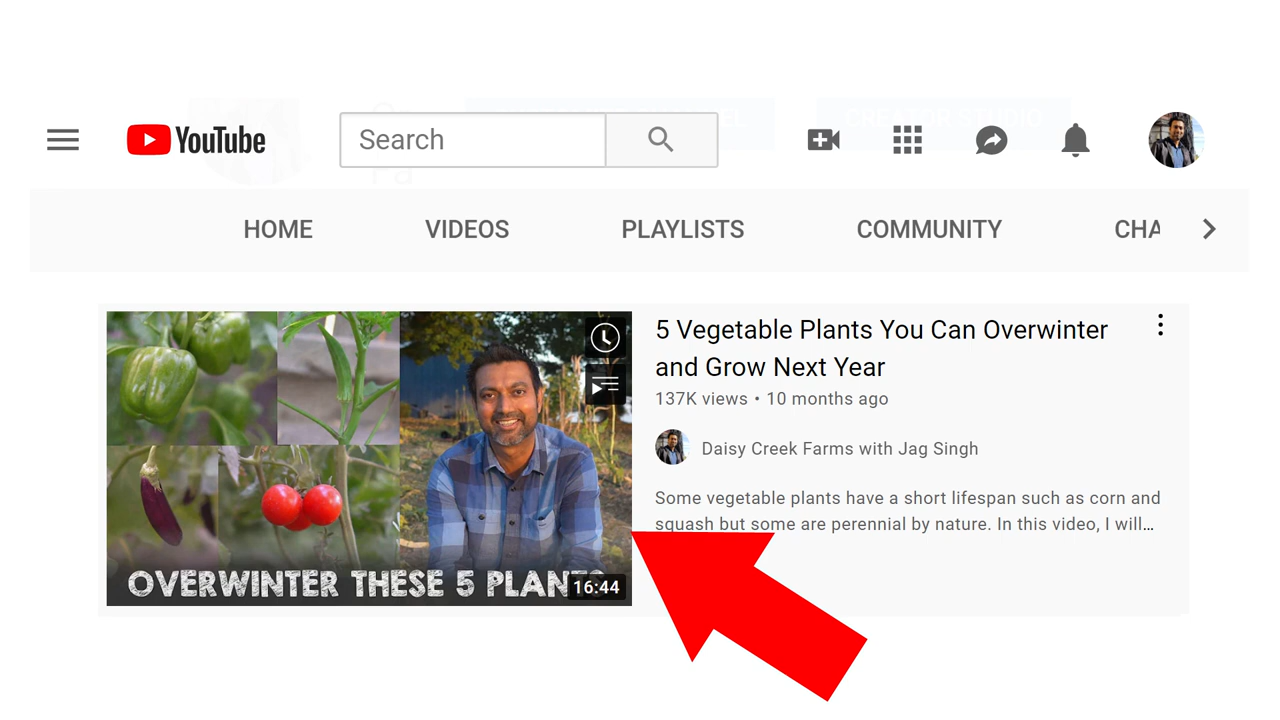 YouTube
Search
HOME
VIDEOS
PLAYLISTS
COMMUNITY
CHA
5 Vegetable Plants You Can Overwinter
and Grow Next Year
137K views • 10 months ago
Daisy Creek Farms with Jag Singh
Some vegetable plants have a short lifespan such as corn and
squash but some are perennial by nature. In this video, I will...
OVERWINTER THESE 5 PLANTS
16:44